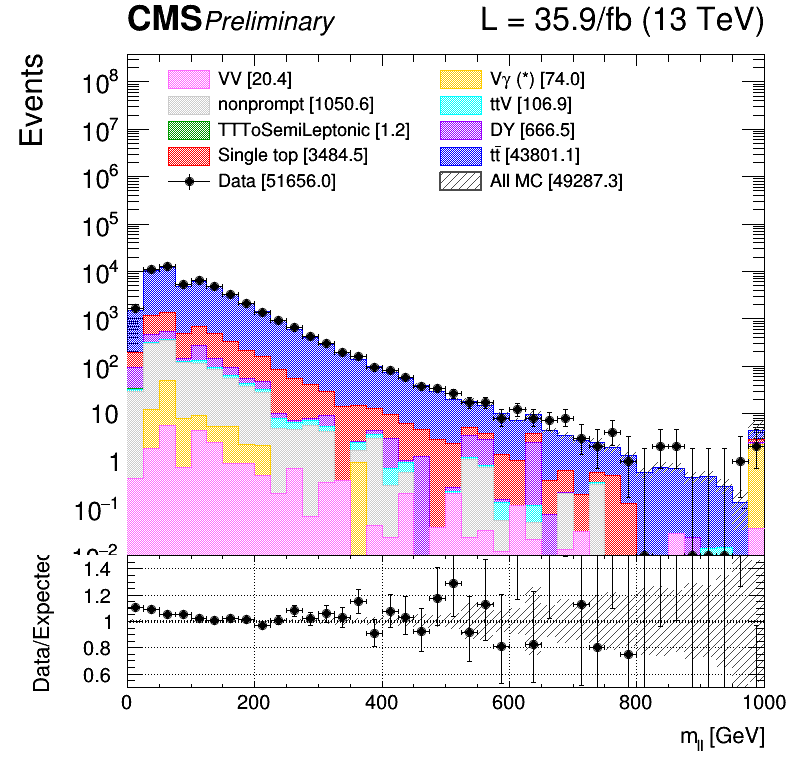 CMS Preliminary L = 35.9/fb (13 TeV)
Events
10⁸
10⁷
10⁶
10⁵
10⁴
10³
10²
10
1
10⁻¹
10⁻²
VV [20.4]
nonprompt [1050.6]
TTToSemiLeptonic [1.2]
Single top [3484.5]
Data [51656.0]
Vγ (*) [74.0]
ttV [106.9]
DY [666.5]
tt̄ [43801.1]
All MC [49287.3]
Data/Expected
1.4
1.2
1
0.8
0.6
0 200 400 600 800 1000
m_ll [GeV]